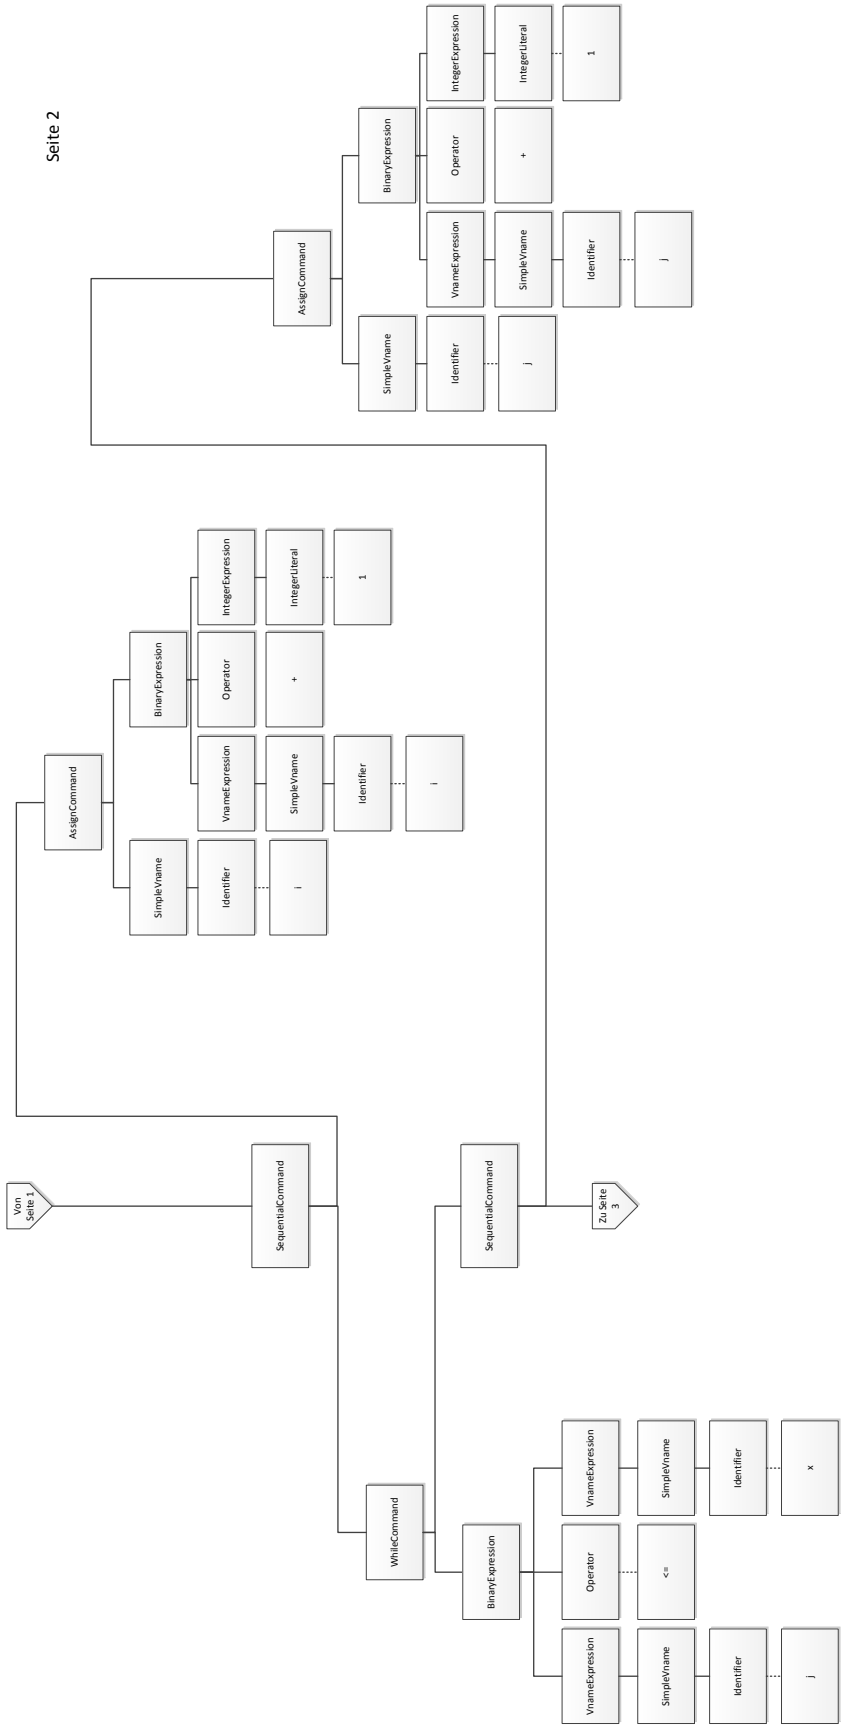 Seite 2
Von
Seite 1
SequentialCommand
WhileCommand
BinaryExpression
VnameExpression
SimpleVname
Identifier
j
Operator
<=
VnameExpression
SimpleVname
Identifier
x
SequentialCommand
Zu Seite
3
AssignCommand
SimpleVname
Identifier
i
BinaryExpression
VnameExpression
SimpleVname
Identifier
i
Operator
+
IntegerExpression
IntegerLiteral
1
AssignCommand
SimpleVname
Identifier
j
BinaryExpression
VnameExpression
SimpleVname
Identifier
j
Operator
+
IntegerExpression
IntegerLiteral
1